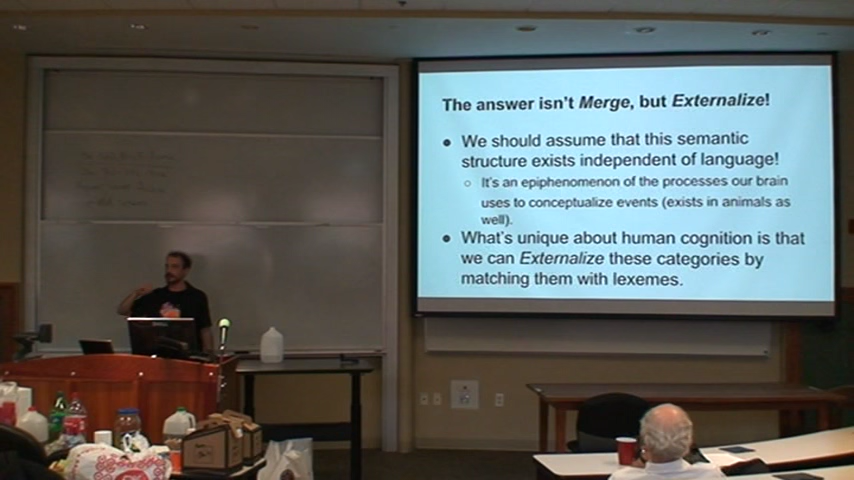 The answer isn't Merge, but Externalize!
● We should assume that this semantic
structure exists independent of language!
○ It's an epiphenomenon of the processes our brain
uses to conceptualize events (exists in animals as
well).
● What's unique about human cognition is that
we can Externalize these categories by
matching them with lexemes.